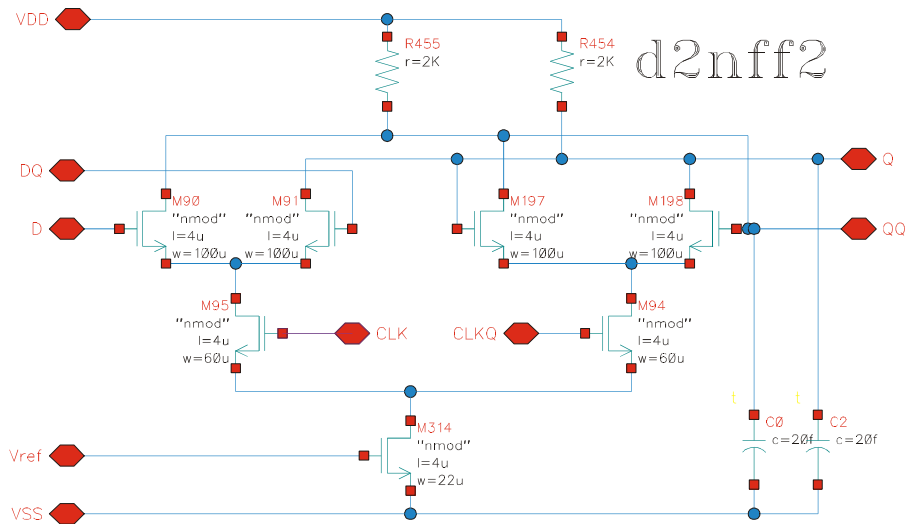 VDD
R455
r=2K
R454
r=2K
d2nff2
DQ
Q
M90
"nmod"
l=4u
w=100u
M91
"nmod"
l=4u
w=100u
M197
"nmod"
l=4u
w=100u
M198
"nmod"
l=4u
w=100u
D
QQ
M95
"nmod"
l=4u
w=60u
CLK
CLKQ
M94
"nmod"
l=4u
w=60u
t
t
C0
c=20f
C2
c=20f
M314
"nmod"
l=4u
w=22u
Vref
VSS